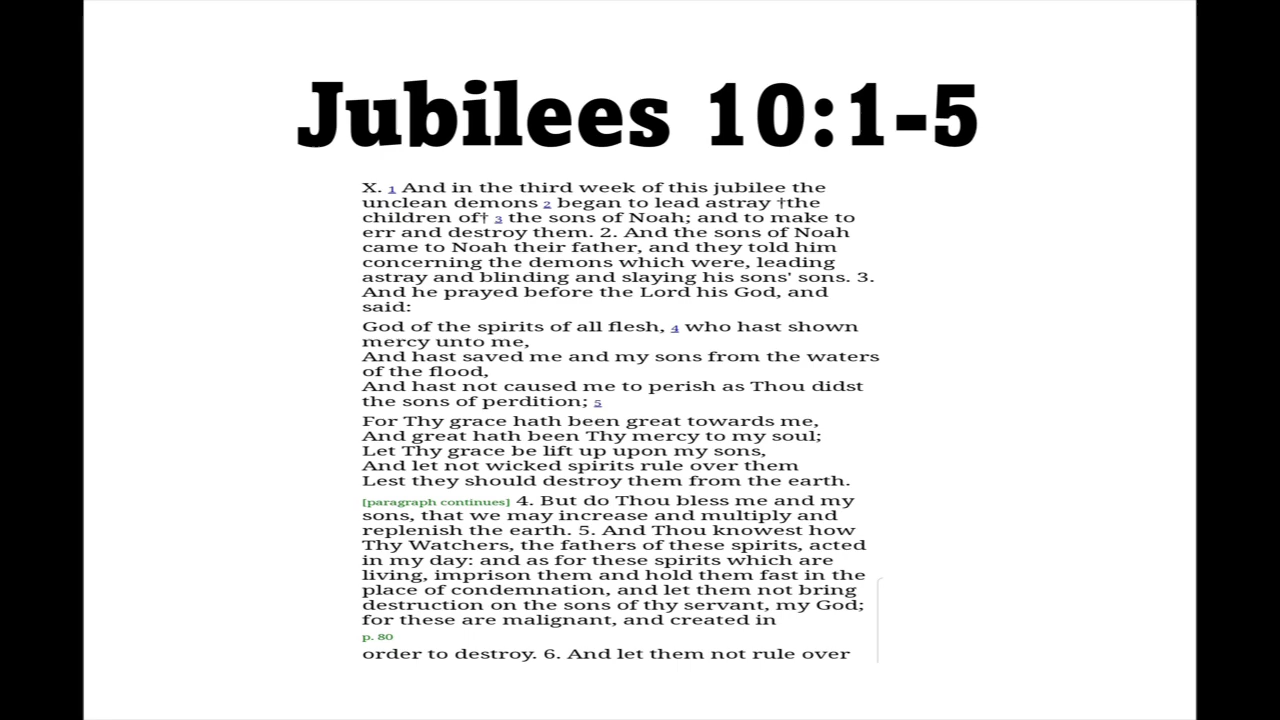 Jubilees 10:1-5
X. 1 And in the third week of this jubilee the
unclean demons 2 began to lead astray †the
children of† 3 the sons of Noah; and to make to
err and destroy them. 2. And the sons of Noah
came to Noah their father, and they told him
concerning the demons which were, leading
astray and blinding and slaying his sons' sons. 3.
And he prayed before the Lord his God, and
said:
God of the spirits of all flesh, 4 who hast shown
mercy unto me,
And hast saved me and my sons from the waters
of the flood,
And hast not caused me to perish as Thou didst
the sons of perdition; 5
For Thy grace hath been great towards me,
And great hath been Thy mercy to my soul;
Let Thy grace be lift up upon my sons,
And let not wicked spirits rule over them
Lest they should destroy them from the earth.
[paragraph continues] 4. But do Thou bless me and my
sons, that we may increase and multiply and
replenish the earth. 5. And Thou knowest how
Thy Watchers, the fathers of these spirits, acted
in my day: and as for these spirits which are
living, imprison them and hold them fast in the
place of condemnation, and let them not bring
destruction on the sons of thy servant, my God;
for these are malignant, and created in
p. 80
order to destroy. 6. And let them not rule over